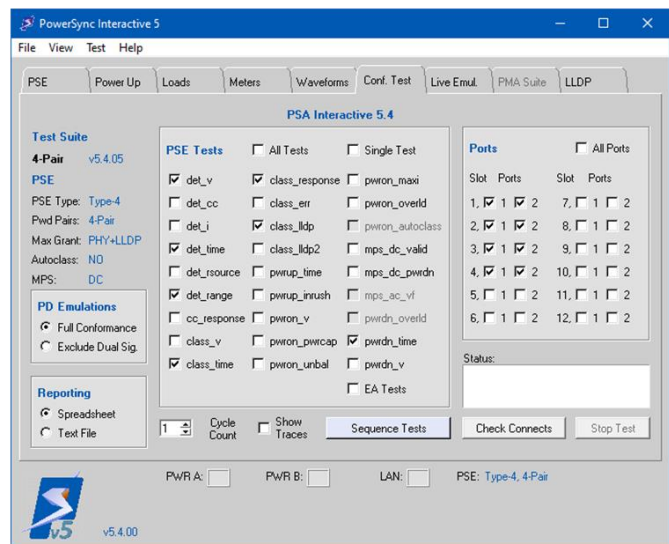 PowerSync Interactive 5
File View Test Help
PSE Power Up Loads Meters Waveforms Conf. Test Live Emul. PMA Suite LLDP
PSA Interactive 5.4
Test Suite
4-Pair v5.4.05
PSE
PSE Type: Type-4
Pwd Pairs: 4-Pair
Max Grant: PHY+LLDP
Autoclass: NO
MPS: DC
PD Emulations
Full Conformance
Exclude Dual Sig.
Reporting
Spreadsheet
Text File
PSE Tests All Tests Single Test
det_v class_response pwron_maxi
det_cc class_err pwron_overld
det_i class_lldp pwron_autoclass
det_time class_lldp2 mps_dc_valid
det_rsource pwrup_time mps_dc_pwrdn
det_range pwrup_inrush mps_ac_vf
cc_response pwron_v pwrdn_overld
class_v pwron_pwrcap pwrdn_time
class_time pwron_unbal pwrdn_v
EA Tests
1 Cycle Count Show Traces Sequence Tests
Ports All Ports
Slot Ports Slot Ports
1, 1 2 7, 1 2
2, 1 2 8, 1 2
3, 1 2 9, 1 2
4, 1 2 10, 1 2
5, 1 2 11, 1 2
6, 1 2 12, 1 2
Status:
Check Connects Stop Test
PWR A: PWR B: LAN: PSE: Type-4, 4-Pair
v5 v5.4.00